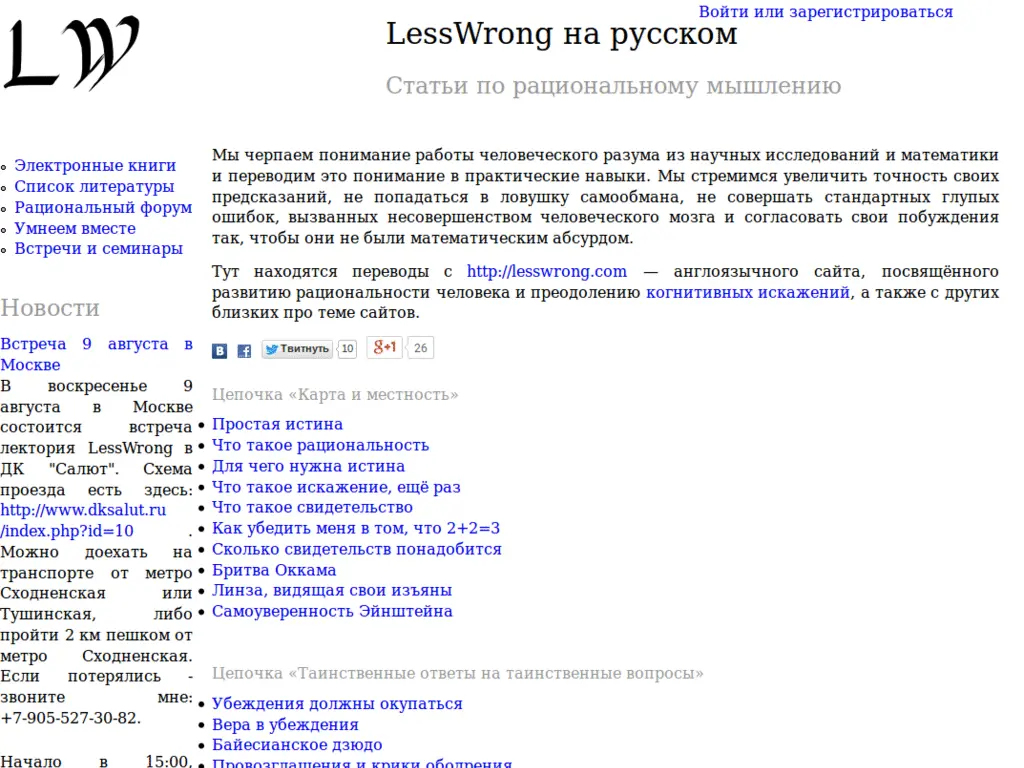 LW
Войти или зарегистрироваться
LessWrong на русском
Статьи по рациональному мышлению
Электронные книги
Список литературы
Рациональный форум
Умнеем вместе
Встречи и семинары
Новости
Встреча 9 августа в
Москве
В воскресенье 9
августа в Москве
состоится встреча
лектория LessWrong в
ДК "Салют". Схема
проезда есть здесь:
http://www.dksalut.ru
/index.php?id=10 .
Можно доехать на
транспорте от метро
Сходненская или
Тушинская, либо
пройти 2 км пешком от
метро Сходненская.
Если потерялись -
звоните мне:
+7-905-527-30-82.
Начало в 15:00,
Мы черпаем понимание работы человеческого разума из научных исследований и математики
и переводим это понимание в практические навыки. Мы стремимся увеличить точность своих
предсказаний, не попадаться в ловушку самообмана, не совершать стандартных глупых
ошибок, вызванных несовершенством человеческого мозга и согласовать свои побуждения
так, чтобы они не были математическим абсурдом.
Тут находятся переводы с http://lesswrong.com — англоязычного сайта, посвящённого
развитию рациональности человека и преодолению когнитивных искажений, а также с других
близких про теме сайтов.
В f Твитнуть 10 g+1 26
Цепочка «Карта и местность»
Простая истина
Что такое рациональность
Для чего нужна истина
Что такое искажение, ещё раз
Что такое свидетельство
Как убедить меня в том, что 2+2=3
Сколько свидетельств понадобится
Бритва Оккама
Линза, видящая свои изъяны
Самоуверенность Эйнштейна
Цепочка «Таинственные ответы на таинственные вопросы»
Убеждения должны окупаться
Вера в убеждения
Байесианское дзюдо
Провозглашения и крики ободрения